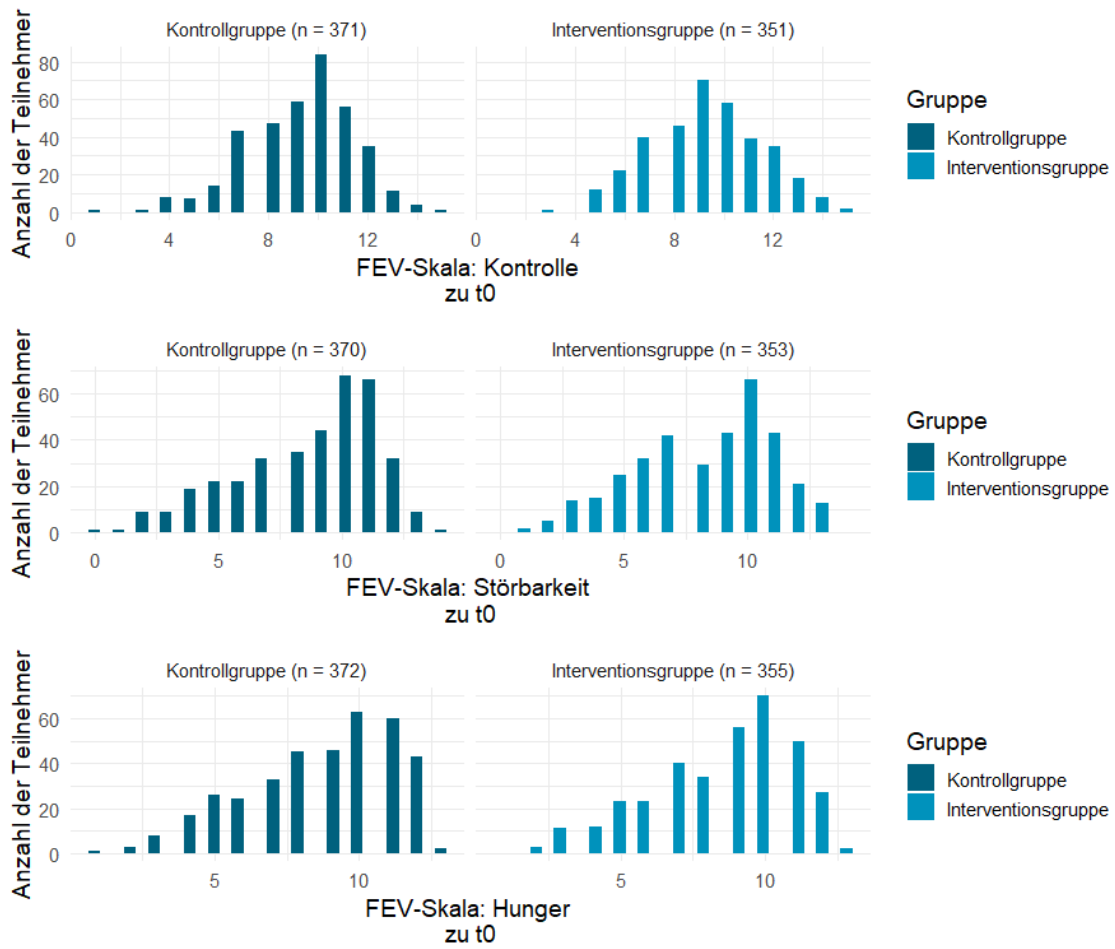 Kontrollgruppe (n = 371)
Interventionsgruppe (n = 351)
Anzahl der Teilnehmer
80
60
40
20
0
0
4
8
12
0
4
8
12
FEV-Skala: Kontrolle
zu t0
Gruppe
Kontrollgruppe
Interventionsgruppe
Kontrollgruppe (n = 370)
Interventionsgruppe (n = 353)
Anzahl der Teilnehmer
60
40
20
0
0
5
10
0
5
10
FEV-Skala: Störbarkeit
zu t0
Gruppe
Kontrollgruppe
Interventionsgruppe
Kontrollgruppe (n = 372)
Interventionsgruppe (n = 355)
Anzahl der Teilnehmer
60
40
20
0
5
10
5
10
FEV-Skala: Hunger
zu t0
Gruppe
Kontrollgruppe
Interventionsgruppe